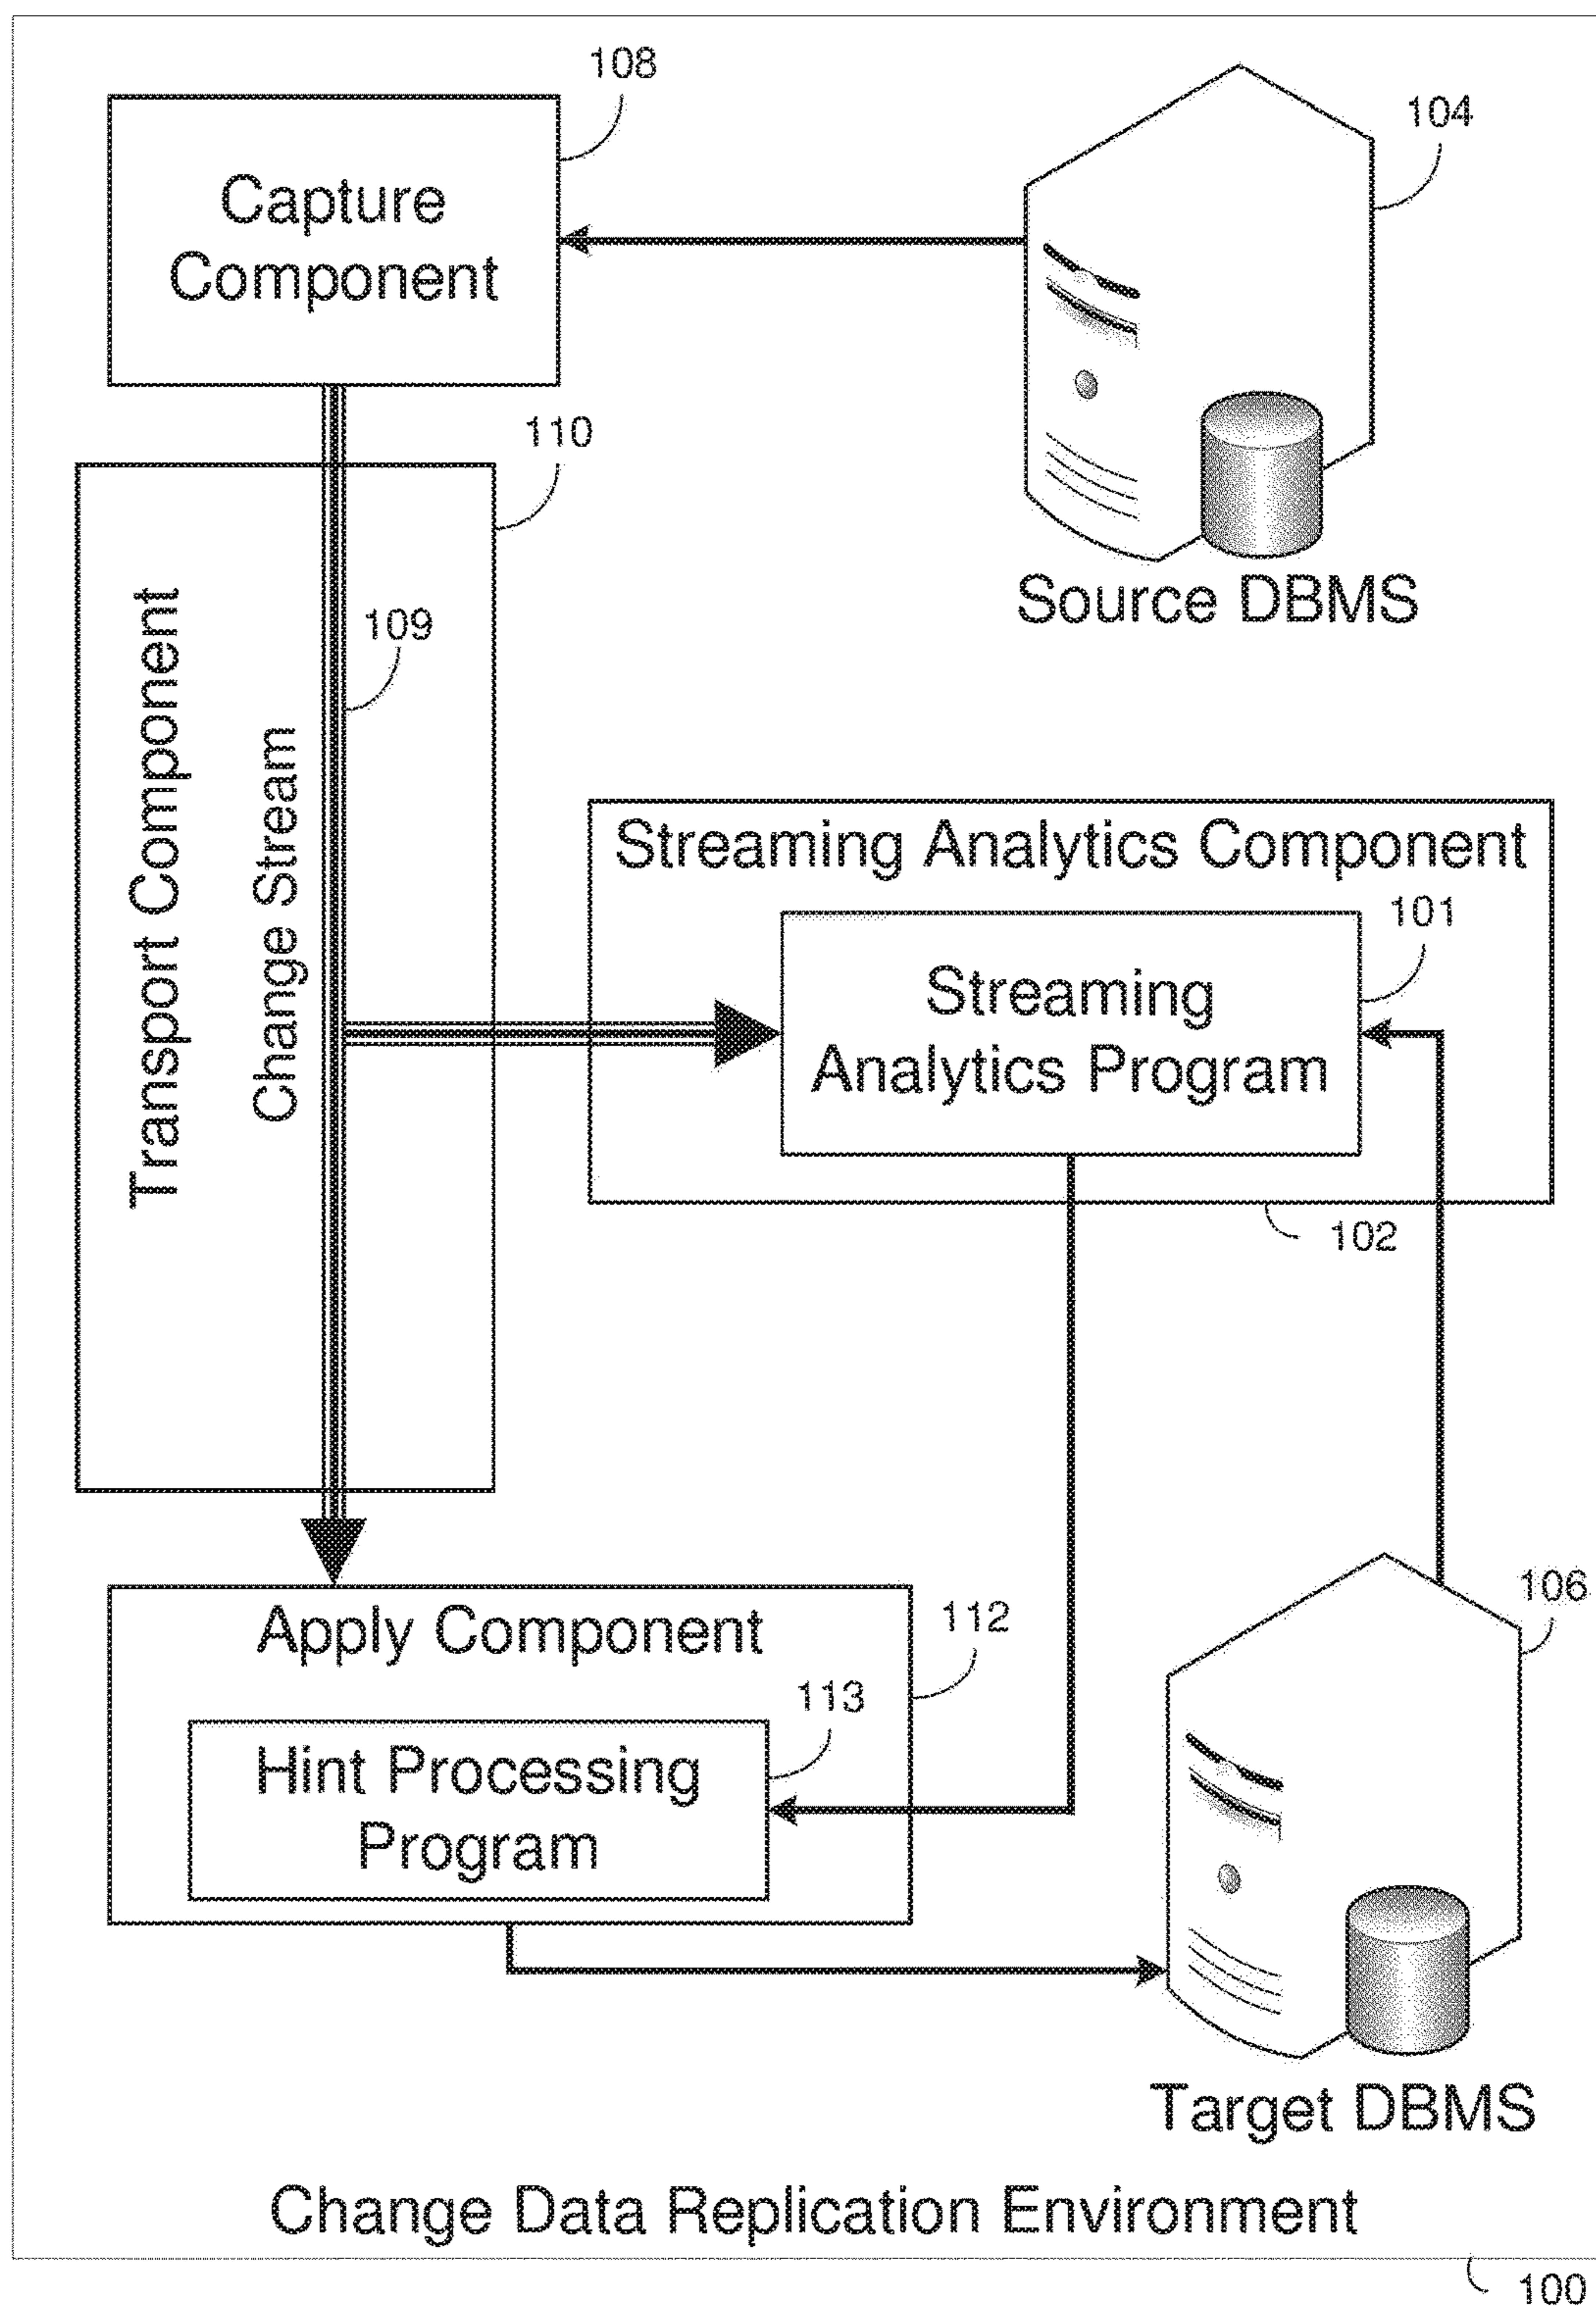 108
Capture
Component
104
Source DBMS
110
Transport Component
Change Stream
109
Streaming Analytics Component
101
Streaming
Analytics Program
102
Apply Component
112
113
Hint Processing
Program
106
Target DBMS
Change Data Replication Environment
100